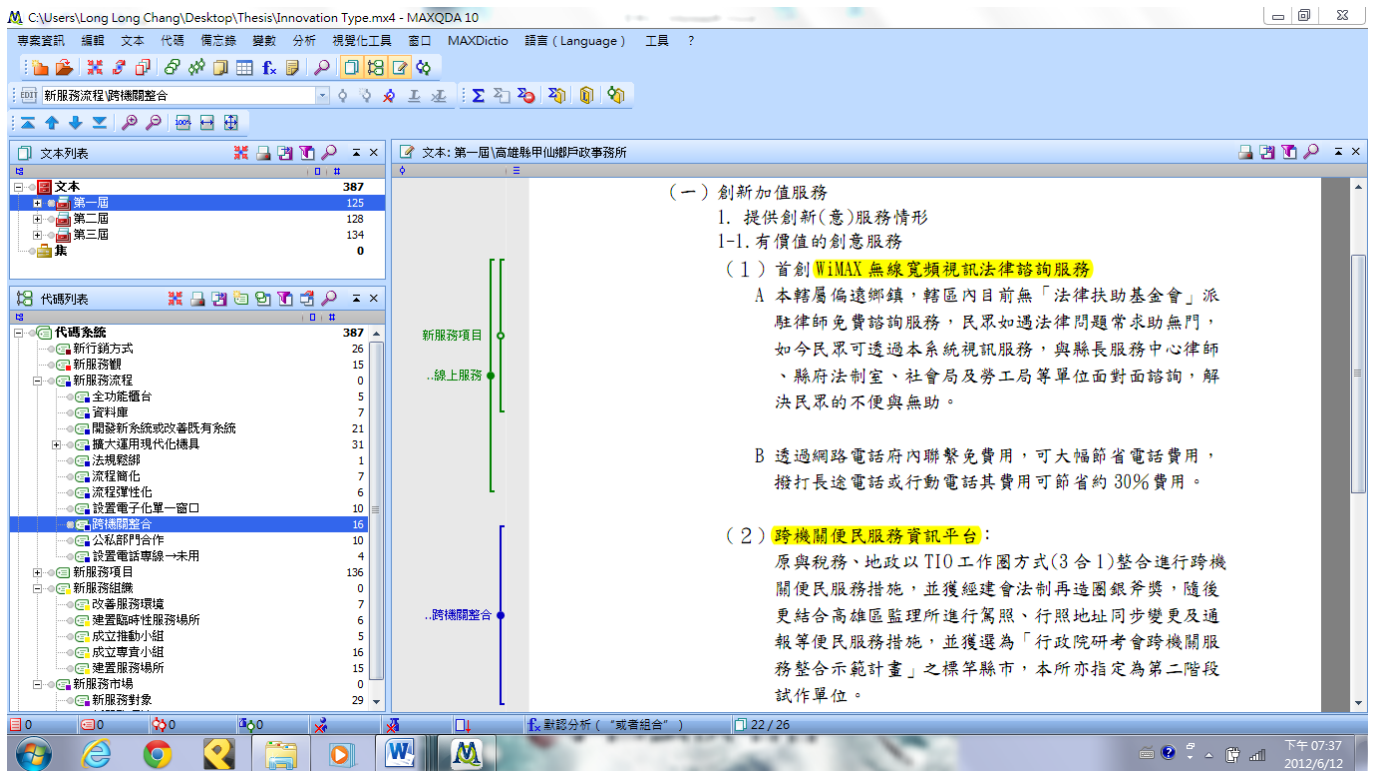 C:\Users\Long Long Chang\Desktop\Thesis\Innovation Type.mx4 - MAXQDA 10
專案資訊 編輯 文本 代碼 備忘錄 變數 分析 視覺化工具 窗口 MAXDictio 語言 ( Language ) 工具 ?
新服務流程\跨機關整合
文本列表
文本 387
第一屆 125
第二屆 128
第三屆 134
集 0
代碼列表
代碼系統 387
新行銷方式 26
新服務觀 15
新服務流程 0
全功能櫃台 5
資料庫 7
開發新系統或改善既有系統 21
擴大運用現代化機具 31
法規鬆綁 1
流程簡化 7
流程彈性化 6
設置電子化單一窗口 10
跨機關整合 16
公私部門合作 10
設置電話專線→未用 4
新服務項目 136
新服務組織 0
改善服務環境 7
建置臨時性服務場所 6
成立推動小組 5
成立專責小組 16
建置服務場所 15
新服務市場 0
新服務對象 29
文本: 第一屆\高雄縣甲仙鄉戶政事務所
新服務項目
..線上服務
..跨機關整合
(一) 創新加值服務
1. 提供創新(意)服務情形
1-1. 有價值的創意服務
(1) 首創 WiMAX 無線寬頻視訊法律諮詢服務
A 本轄屬偏遠鄉鎮，轄區內目前無「法律扶助基金會」派
駐律師免費諮詢服務，民眾如遇法律問題常求助無門，
如今民眾可透過本系統視訊服務，與縣長服務中心律師
、縣府法制室、社會局及勞工局等單位面對面諮詢，解
決民眾的不便與無助。
B 透過網路電話府內聯繫免費用，可大幅節省電話費用，
撥打長途電話或行動電話其費用可節省約 30%費用。
(2) 跨機關便民服務資訊平台：
原與稅務、地政以 TIO 工作圈方式(3 合 1)整合進行跨機
關便民服務措施，並獲經建會法制再造圈銀斧獎，隨後
更結合高雄區監理所進行駕照、行照地址同步變更及通
報等便民服務措施，並獲選為「行政院研考會跨機關服
務整合示範計畫」之標竿縣市，本所亦指定為第二階段
試作單位。
0 0 0 0 默認分析 ( "或者組合" ) 22 / 26
下午 07:37
2012/6/12